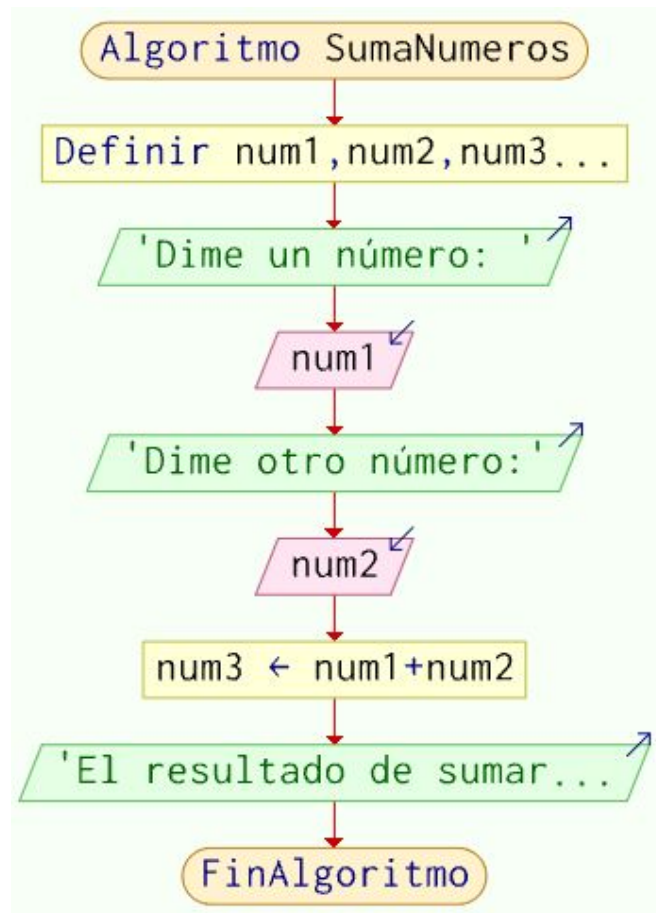 Algoritmo SumaNumeros
Definir num1,num2,num3...
'Dime un número: '
num1
'Dime otro número:'
num2
num3 ← num1+num2
'El resultado de sumar...
FinAlgoritmo